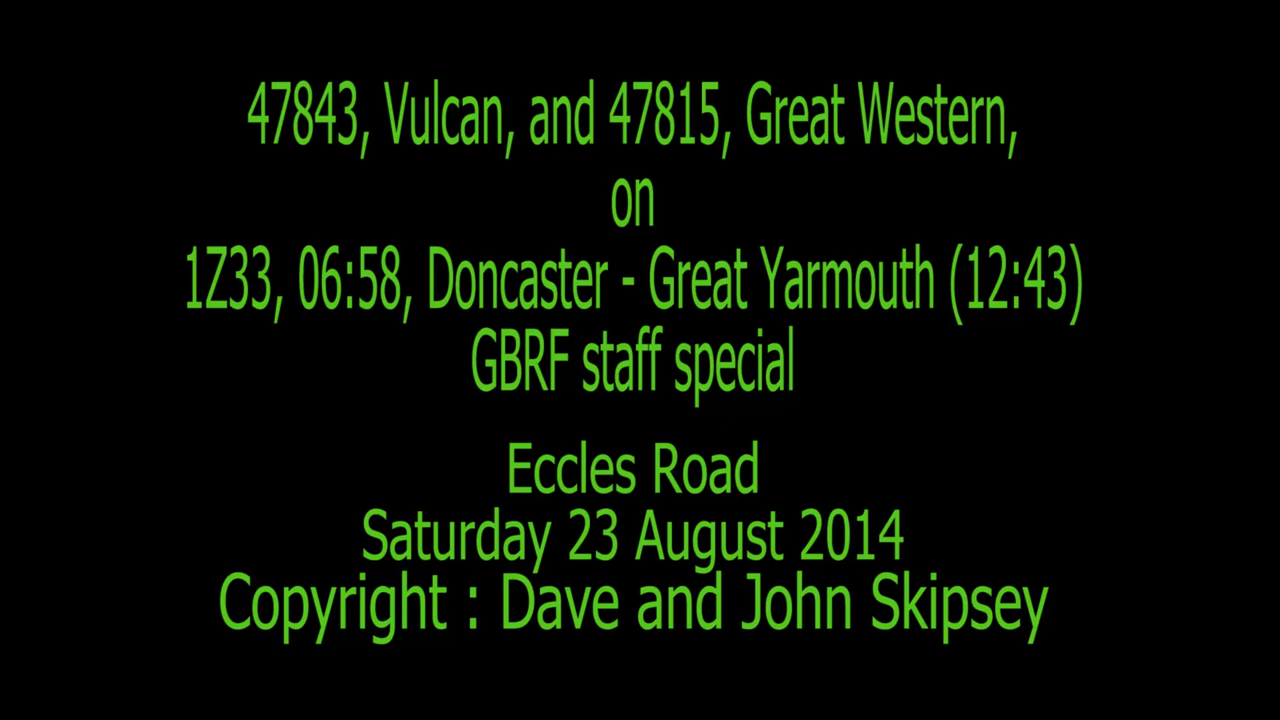 47843, Vulcan, and 47815, Great Western,
on
1Z33, 06:58, Doncaster - Great Yarmouth (12:43)
GBRF staff special
Eccles Road
Saturday 23 August 2014
Copyright : Dave and John Skipsey